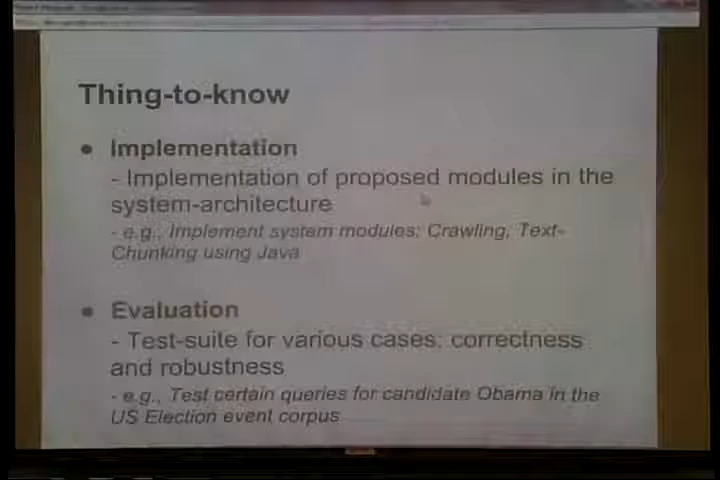 Thing-to-know
● Implementation
- Implementation of proposed modules in the
system-architecture
- e.g., Implement system modules: Crawling, Text-
Chunking using Java
● Evaluation
- Test-suite for various cases: correctness
and robustness
- e.g., Test certain queries for candidate Obama in the
US Election event corpus